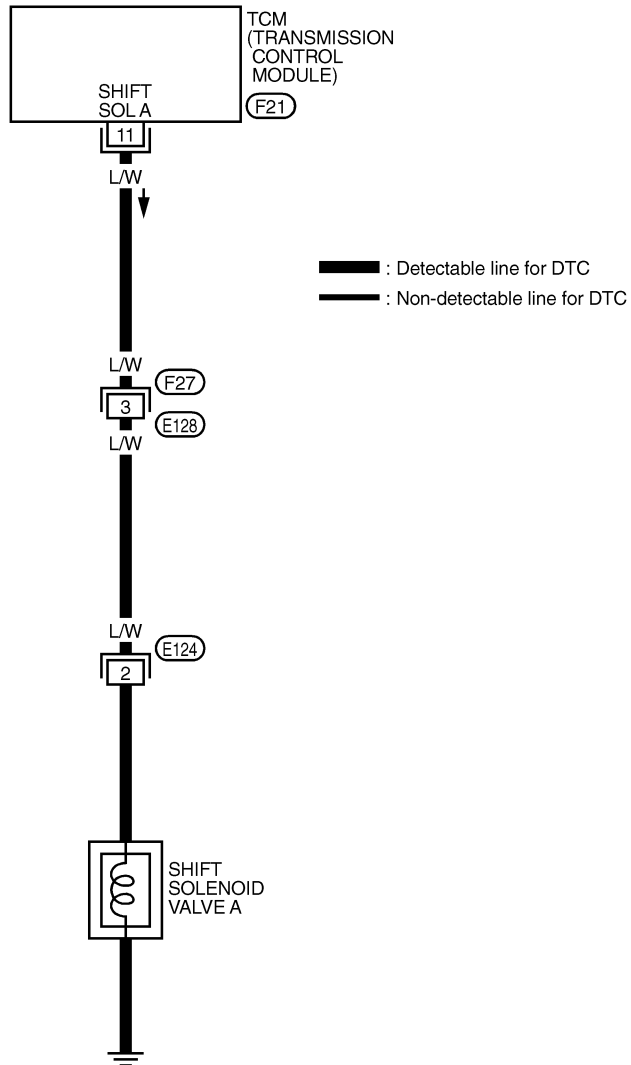 TCM
(TRANSMISSION
CONTROL
MODULE)
SHIFT
SOL A
F21
11
L/W
: Detectable line for DTC
: Non-detectable line for DTC
L/W
F27
3
E128
L/W
L/W
E124
2
SHIFT
SOLENOID
VALVE A